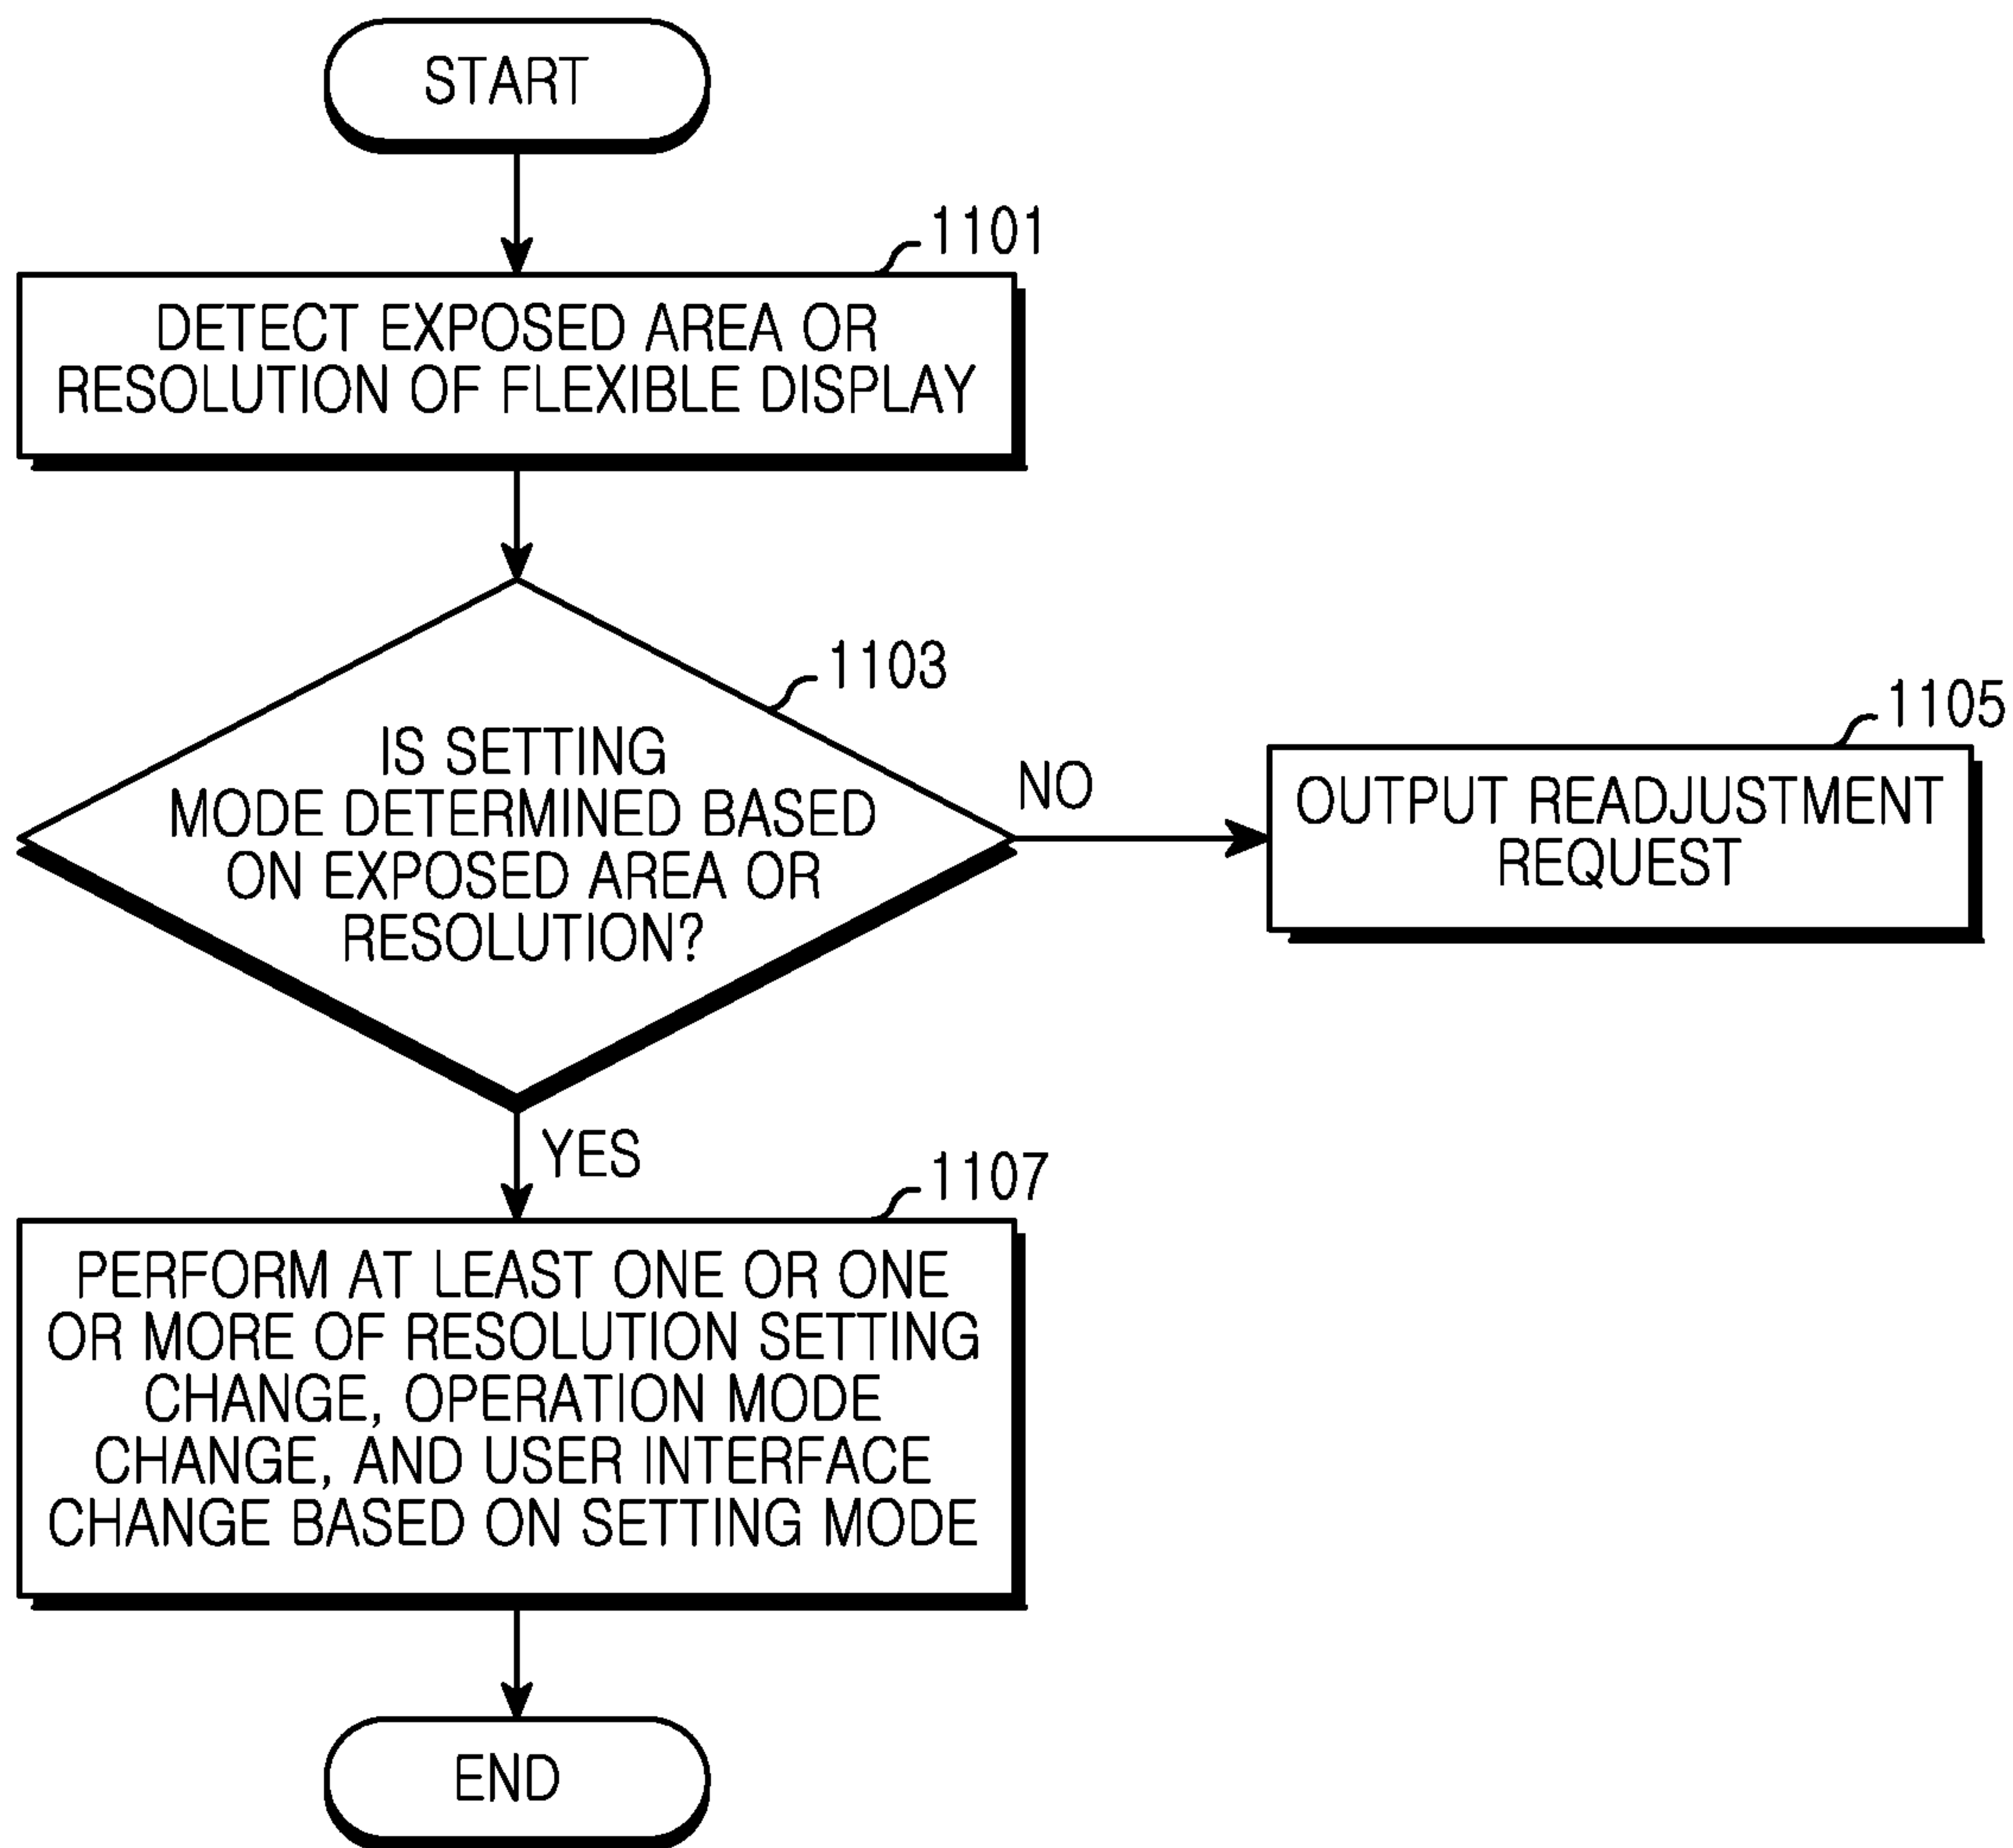 START
1101
DETECT EXPOSED AREA OR
RESOLUTION OF FLEXIBLE DISPLAY
1103
IS SETTING
MODE DETERMINED BASED
ON EXPOSED AREA OR
RESOLUTION?
NO
1105
OUTPUT READJUSTMENT
REQUEST
YES
1107
PERFORM AT LEAST ONE OR ONE
OR MORE OF RESOLUTION SETTING
CHANGE, OPERATION MODE
CHANGE, AND USER INTERFACE
CHANGE BASED ON SETTING MODE
END